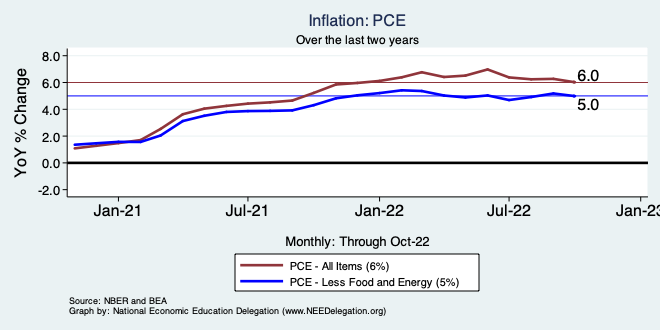 Inflation: PCE
Over the last two years
YoY % Change
8.0
6.0
4.0
2.0
0.0
-2.0
6.0
5.0
Jan-21
Jul-21
Jan-22
Jul-22
Jan-23
Monthly: Through Oct-22
PCE - All Items (6%)
PCE - Less Food and Energy (5%)
Source: NBER and BEA
Graph by: National Economic Education Delegation (www.NEEDelegation.org)